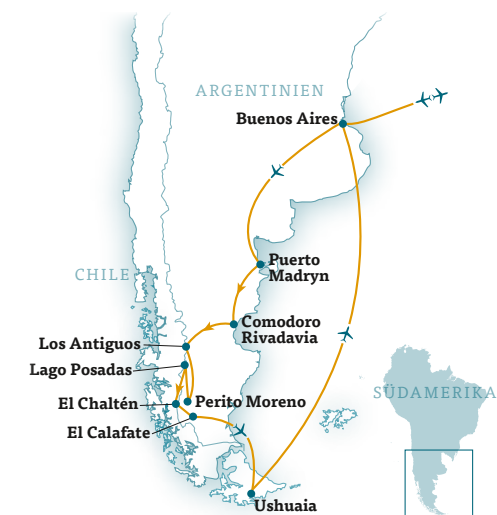 ARGENTINIEN
Buenos Aires
Puerto
Madryn
CHILE
Comodoro
Rivadavia
Los Antiguos
Lago Posadas
SÜDAMERIKA
El Chaltén
Perito Moreno
El Calafate
Ushuaia